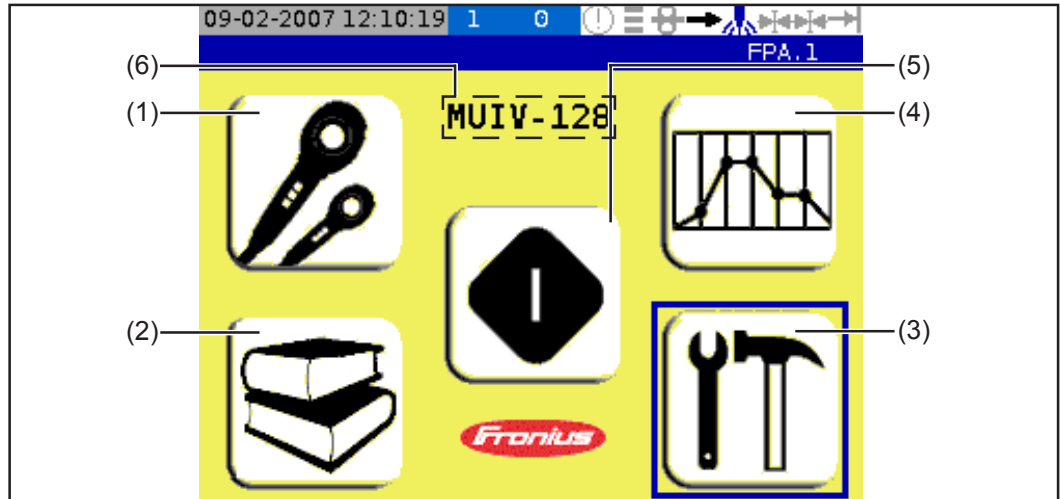 09-02-2007 12:10:19 1 0
FPA.1
(6) (5)
(1) MUIV-128 (4)
(2) (3)
Fronius